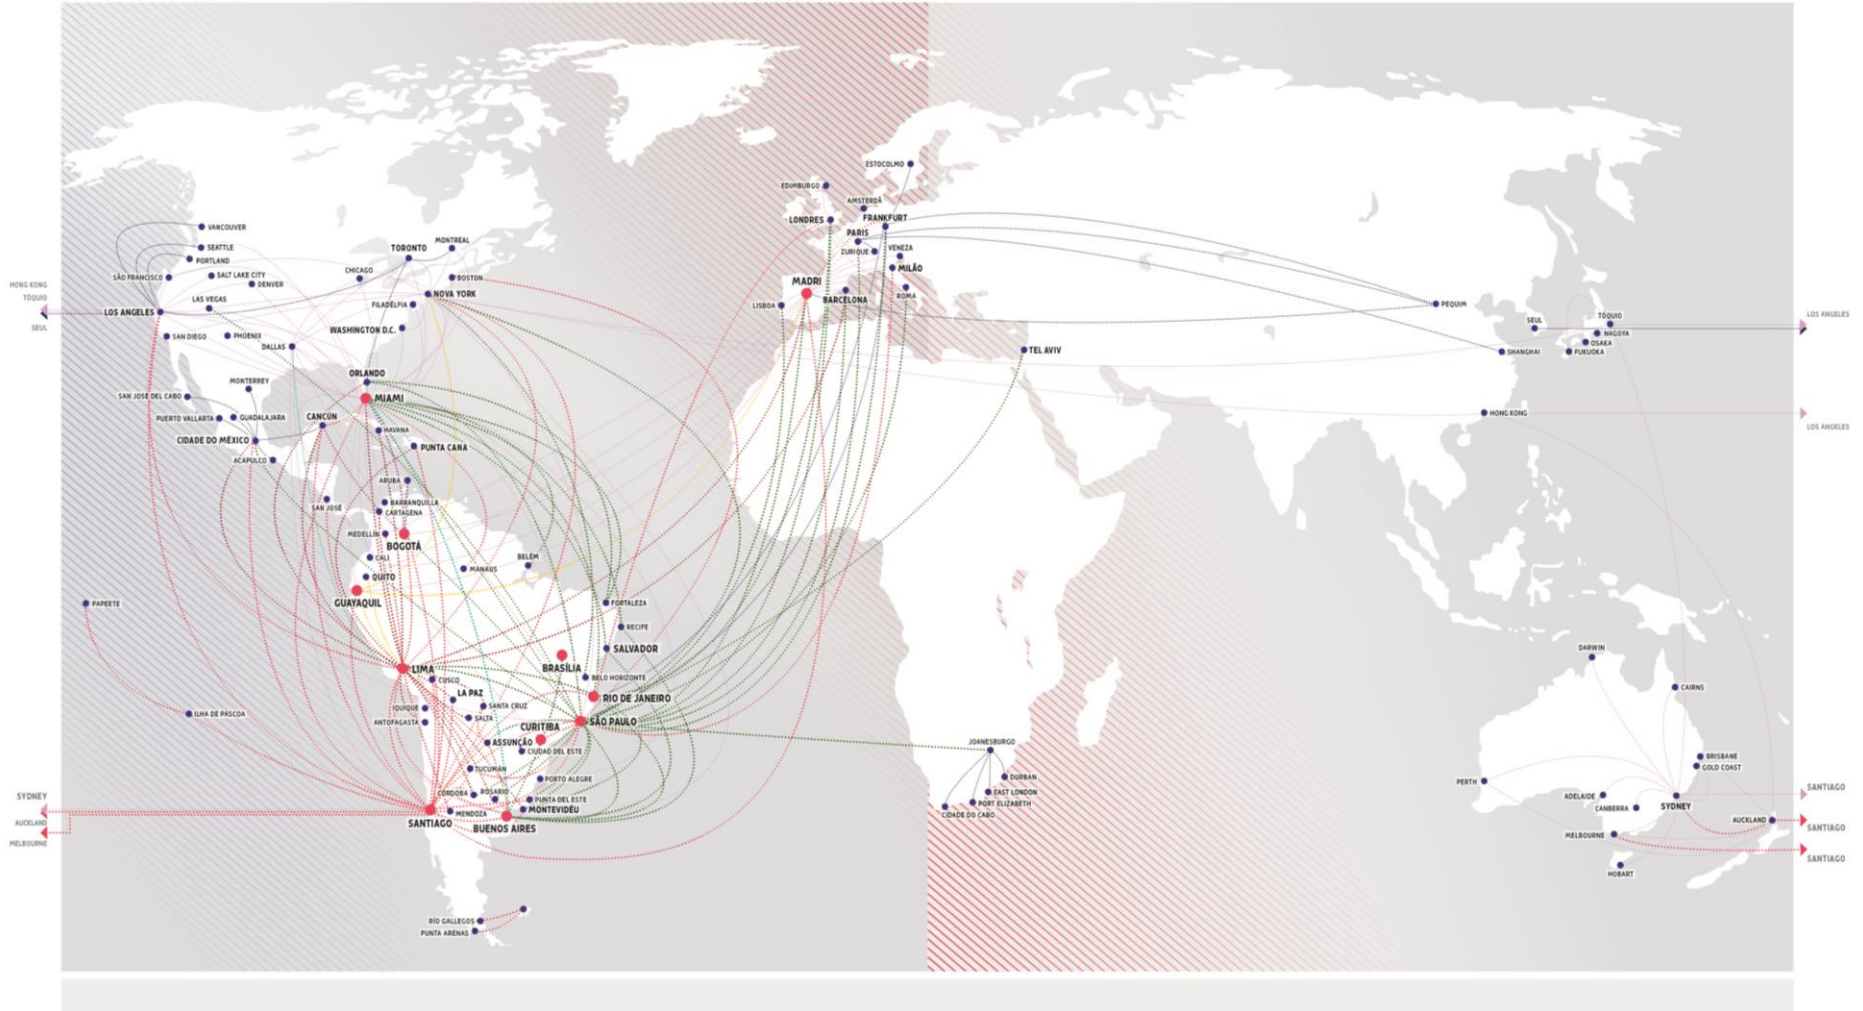 ESTOCOLMO
EDIMBURGO
AMSTERDÃ
LONDRES
FRANKFURT
PARIS
VANCOUVER
MONTREAL
SEATTLE
TORONTO
ZURIQUE
VENEZA
PORTLAND
CHICAGO
MILÃO
SÃO FRANCISCO
SALT LAKE CITY
BOSTON
DENVER
MADRI
HONG KONG
NOVA YORK
ROMA
TÓQUIO
LAS VEGAS
FILADÉLFIA
LISBOA
BARCELONA
PEQUIM
LOS ANGELES
TÓQUIO
LOS ANGELES
SEUL
WASHINGTON D.C.
SEUL
NAGOYA
SAN DIEGO
PHOENIX
OSAKA
DALLAS
TEL AVIV
SHANGHAI
FUKUOKA
ORLANDO
MONTERREY
SAN JOSÉ DEL CABO
MIAMI
PUERTO VALLARTA
GUADALAJARA
CANCÚN
HONG KONG
HAVANA
LOS ANGELES
CIDADE DO MÉXICO
PUNTA CANA
ACAPULCO
ARUBA
BARRANQUILLA
SAN JOSÉ
CARTAGENA
MEDELLÍN
BOGOTÁ
CALI
BELÉM
QUITO
MANAUS
GUAYAQUIL
PAPEETE
FORTALEZA
RECIFE
SALVADOR
DARWIN
LIMA
BRASÍLIA
CUSCO
BELO HORIZONTE
CAIRNS
LA PAZ
RIO DE JANEIRO
IQUIQUE
SANTA CRUZ
ILHA DE PÁSCOA
SALTA
ANTOFAGASTA
SÃO PAULO
CURITIBA
ASSUNÇÃO
CIUDAD DEL ESTE
JOANESBURGO
BRISBANE
TUCUMÁN
GOLD COAST
PORTO ALEGRE
DURBAN
PERTH
SANTIAGO
CÓRDOBA
ROSARIO
EAST LONDON
SYDNEY
PUNTA DEL ESTE
ADELAIDE
PORT ELIZABETH
MONTEVIDÉU
CANBERRA
SYDNEY
MENDOZA
CIDADE DO CABO
AUCKLAND
SANTIAGO
BUENOS AIRES
AUCKLAND
SANTIAGO
MELBOURNE
MELBOURNE
SANTIAGO
HOBART
RÍO GALLEGOS
PUNTA ARENAS